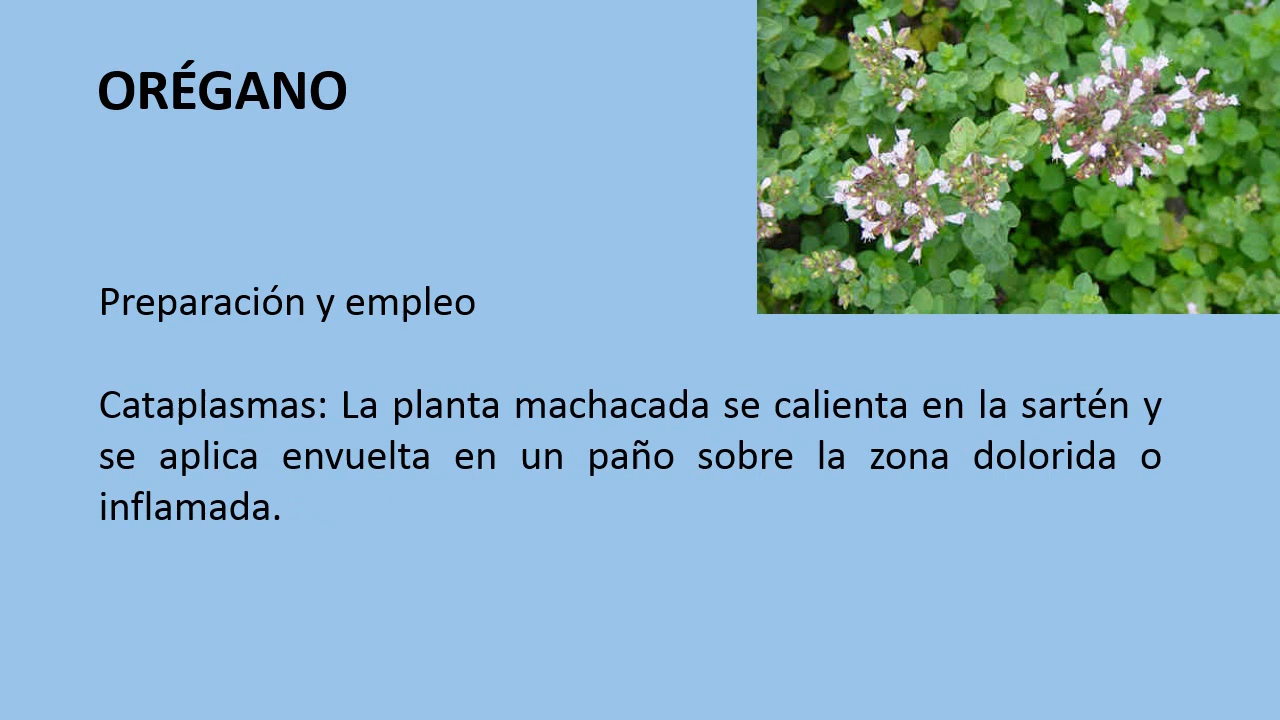 ORÉGANO
Preparación y empleo
Cataplasmas: La planta machacada se calienta en la sartén y
se aplica envuelta en un paño sobre la zona dolorida o
inflamada.